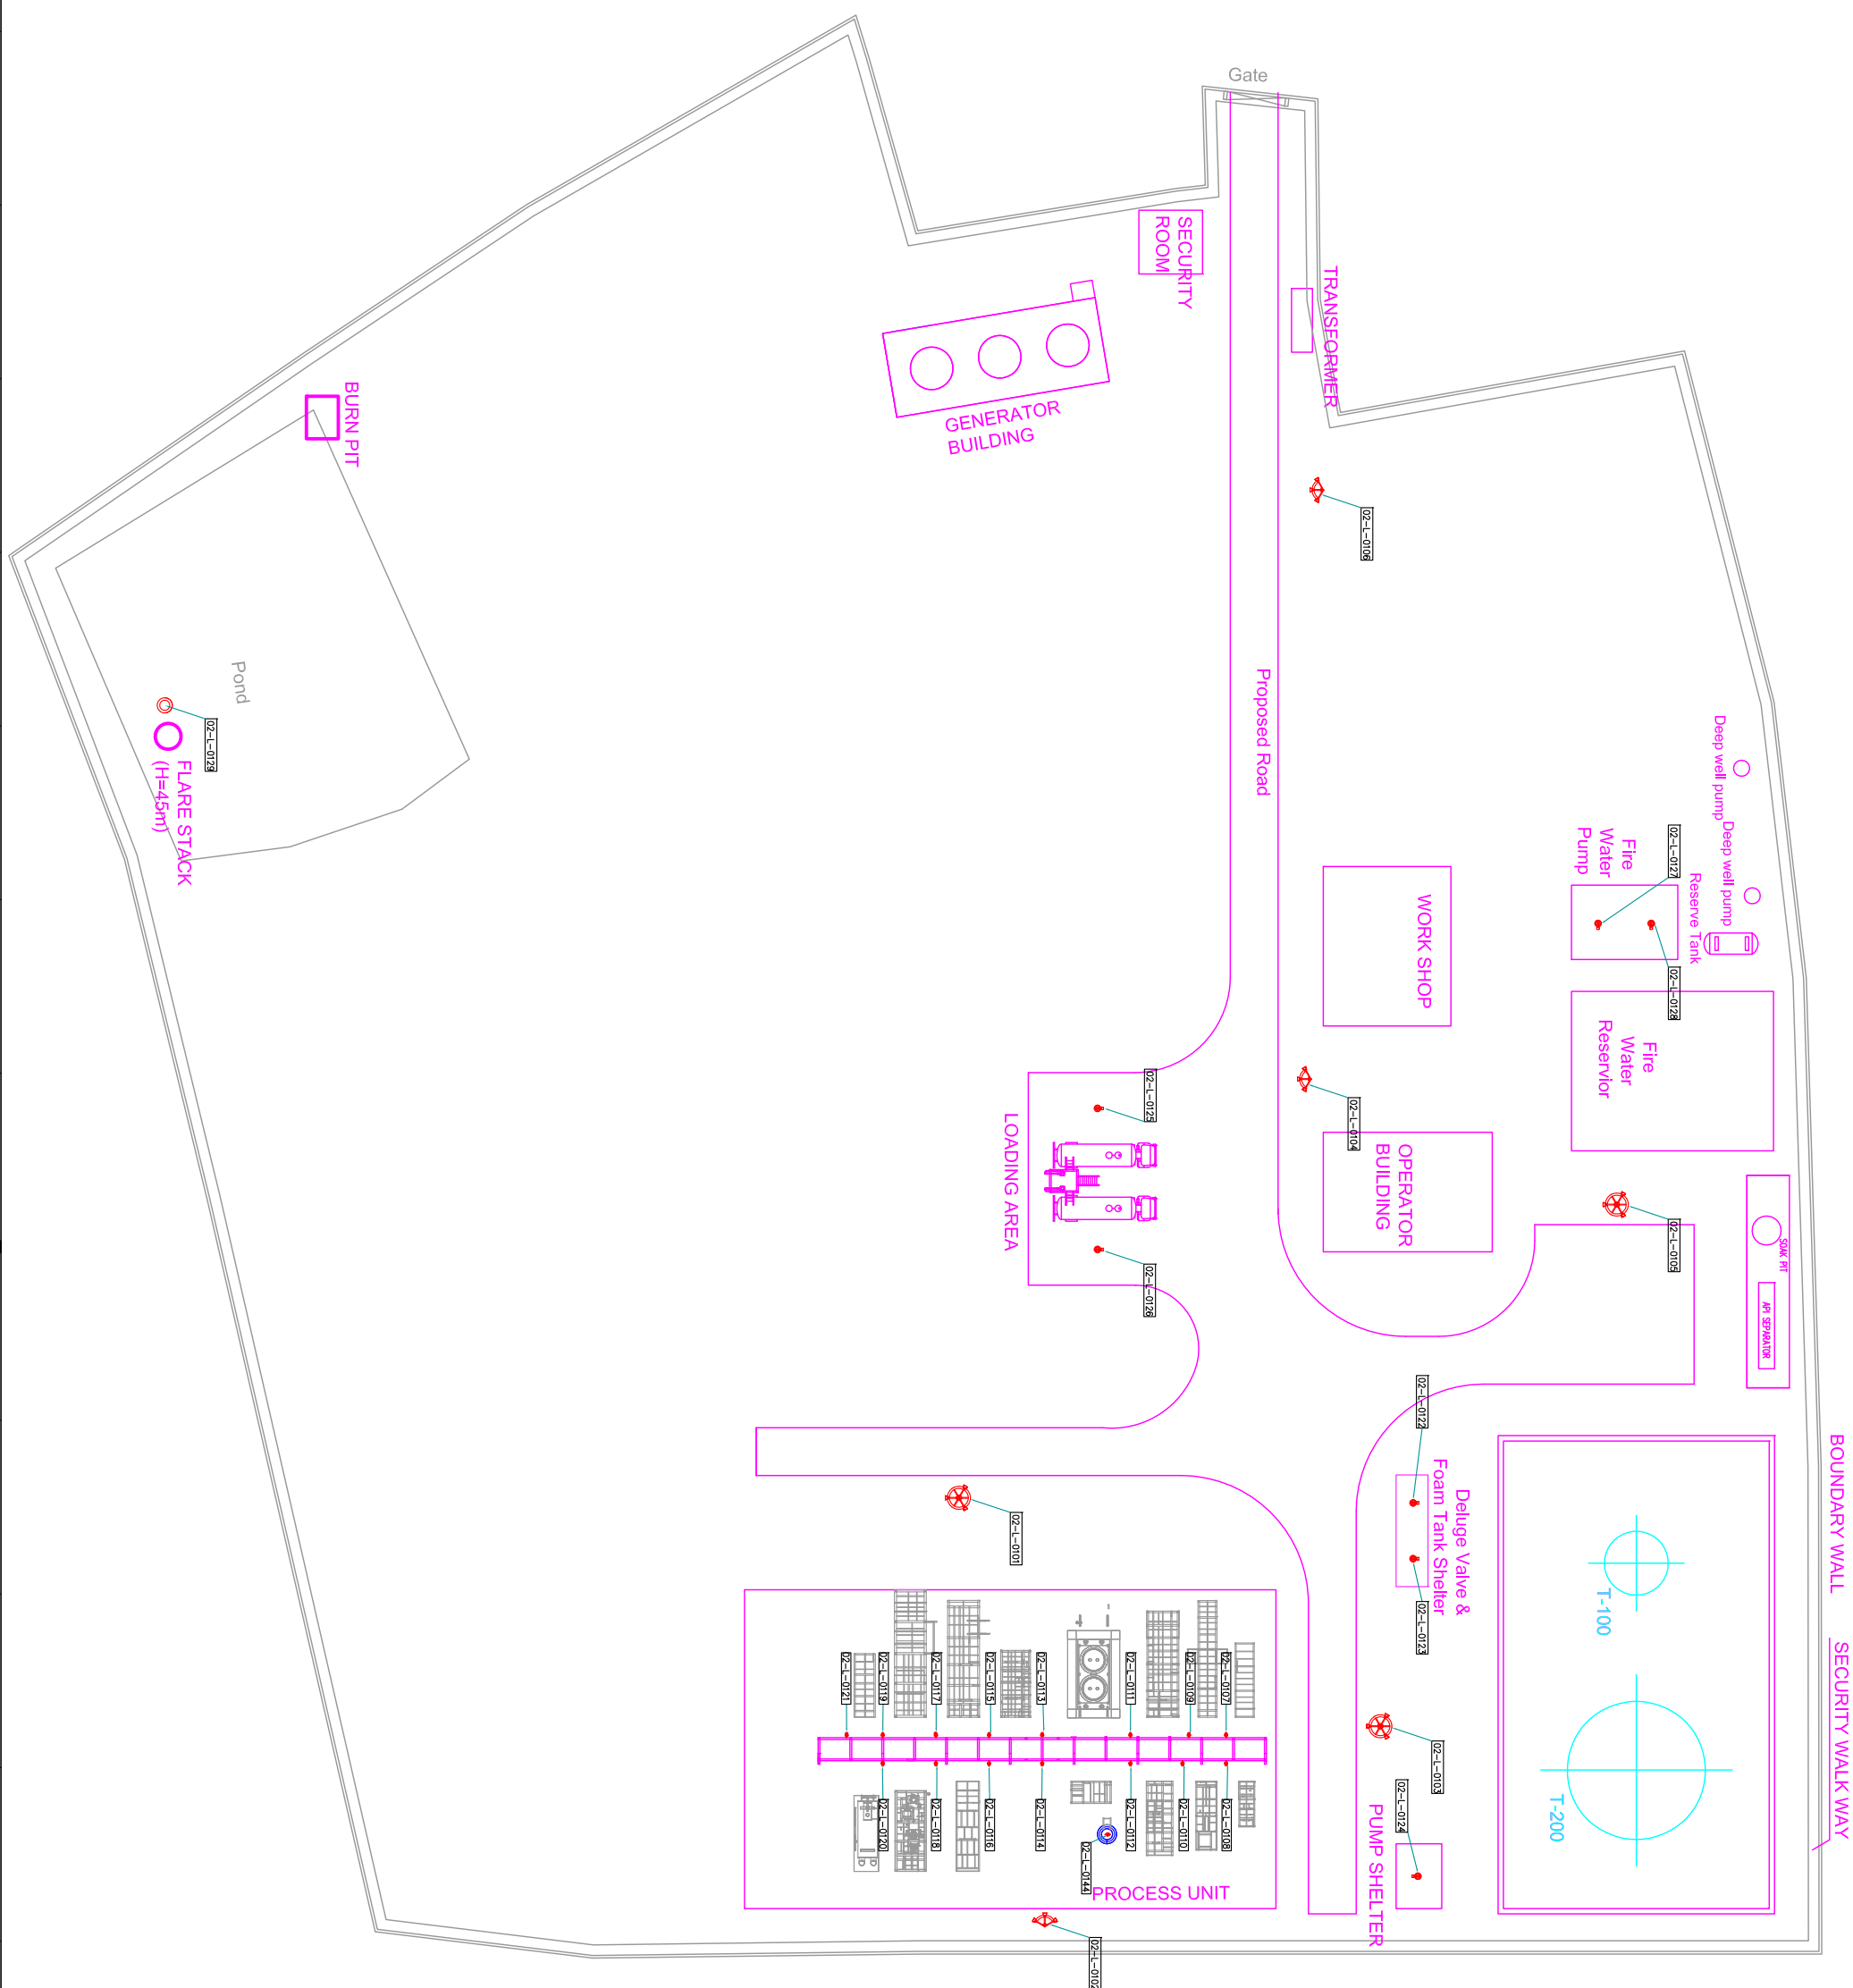 Gate
SECURITY
ROOM
TRANSFORMER
GENERATOR
BUILDING
BURN PIT
02-L-0106
Pond
02-L-0129
FLARE STACK
(H=45m)
Proposed Road
Deep well pump
Deep well pump
Reserve Tank
Fire
Water
Pump
02-L-0127
02-L-0128
WORK SHOP
Fire
Water
Reservior
02-L-0125
02-L-0104
LOADING AREA
OPERATOR
BUILDING
02-L-0105
SOAK PIT
API SEPARATOR
02-L-0126
02-L-0122
Deluge Valve &
Foam Tank Shelter
02-L-0123
BOUNDARY WALL
SECURITY WALK WAY
T-100
T-200
02-L-0101
02-L-0103
02-L-0124
PUMP SHELTER
02-L-0121
02-L-0119
02-L-0117
02-L-0115
02-L-0113
02-L-0111
02-L-0109
02-L-0107
02-L-0120
02-L-0118
02-L-0116
02-L-0114
02-L-0112
02-L-0110
02-L-0108
02-L-0144
PROCESS UNIT
02-L-0102